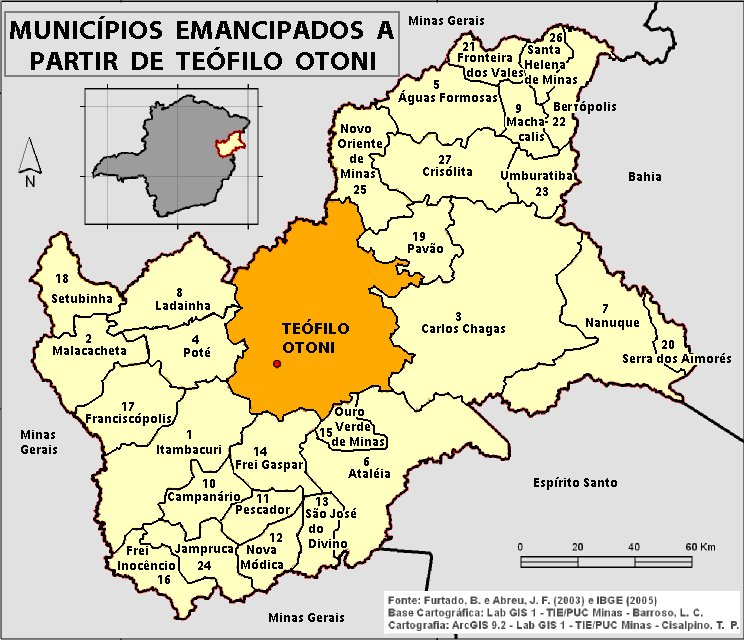 MUNICÍPIOS EMANCIPADOS A
PARTIR DE TEÓFILO OTONI
Minas Gerais
N
26
Santa
Helena
de Minas
21
Fronteira
dos Vales
5
Águas Formosas
9
Macha-
calis
Berrópolis
22
Novo
Oriente
de
Minas
25
27
Crisólita
Umburatiba
23
Bahia
19
Pavão
18
Setubinha
8
Ladainha
2
Malacacheta
4
Poté
TEÓFILO
OTONI
3
Carlos Chagas
7
Nanuque
20
Serra dos Aimorés
17
Franciscópolis
Minas
Gerais
1
Itambacuri
Ouro
Verde
de Minas
15
14
Frei Gaspar
6
Ataléia
Espírito Santo
10
Campanário
11
Pescador
13
São José
do
Divino
12
Nova
Módica
Jampruca
24
Frei
Inocêncio
16
0 20 40 60 Km
Minas Gerais
Fonte: Furtado, B. e Abreu, J. F. (2003) e IBGE (2005)
Base Cartográfica: Lab GIS 1 - TIE/PUC Minas - Barroso, L. C.
Cartografia: ArcGIS 9.2 - Lab GIS 1 - TIE/PUC Minas - Cisalpino, T. P.